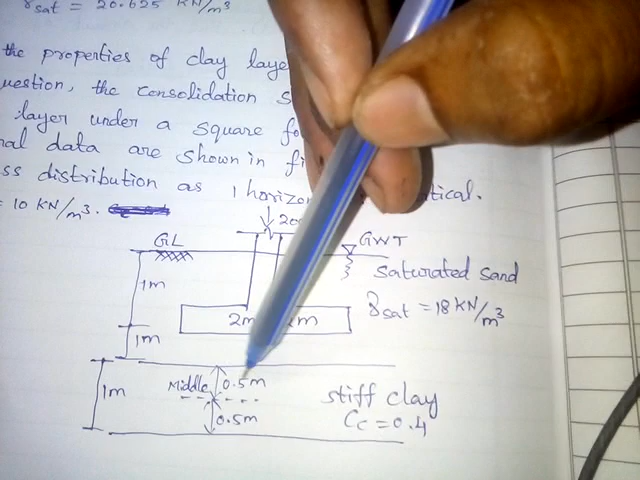 γsat = 20.625 KN/m³
the properties of clay laye
uestion, the consolidation s
layer under a square fo
nal data are shown in fi
ss distribution as 1 horizon tical.
= 10 KN/m³.
GL 20 GWT
saturated sand
1m
2m 2m γsat = 18 KN/m³
1m
Middle 0.5m
1m stiff clay
0.5m Cc = 0.4